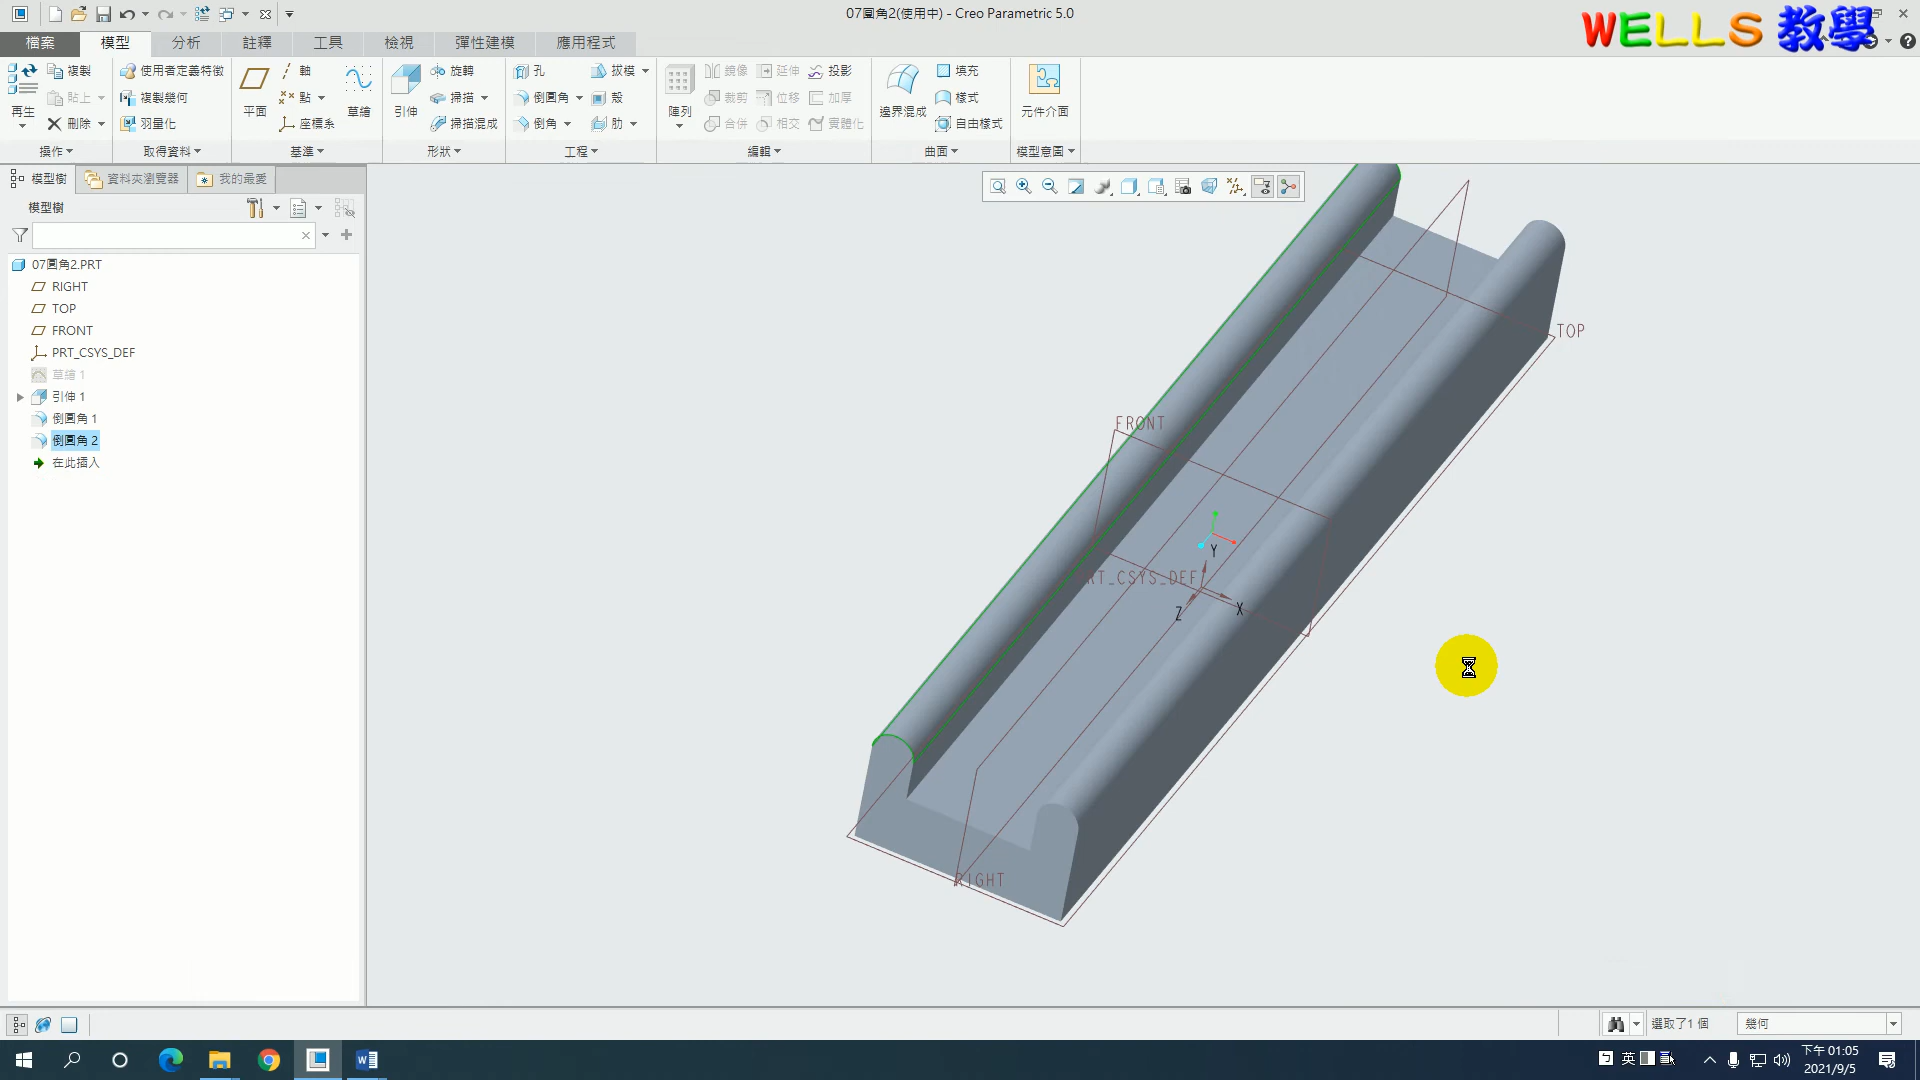 07圓角2(使用中) - Creo Parametric 5.0
WELLS 教學
檔案 模型 分析 註釋 工具 檢視 彈性建模 應用程式
再生
複製
貼上
刪除
操作
使用者定義特徵
複製幾何
羽量化
取得資料
平面
軸
點
座標系
草繪
基準
引伸
旋轉
掃描
掃描混成
形狀
孔
倒圓角
倒角
拔模
殼
肋
工程
陣列
鏡像
裁剪
合併
延伸
位移
相交
投影
加厚
實體化
編輯
邊界混成
填充
樣式
自由樣式
曲面
元件介面
模型意圖
模型樹 資料夾瀏覽器 我的最愛
模型樹
07圓角2.PRT
RIGHT
TOP
FRONT
PRT_CSYS_DEF
草繪 1
引伸 1
倒圓角 1
倒圓角 2
在此插入
TOP
FRONT
Y
RT_CSYS_DEF
Z
X
RIGHT
選取了1 個
幾何
英
下午 01:05
2021/9/5